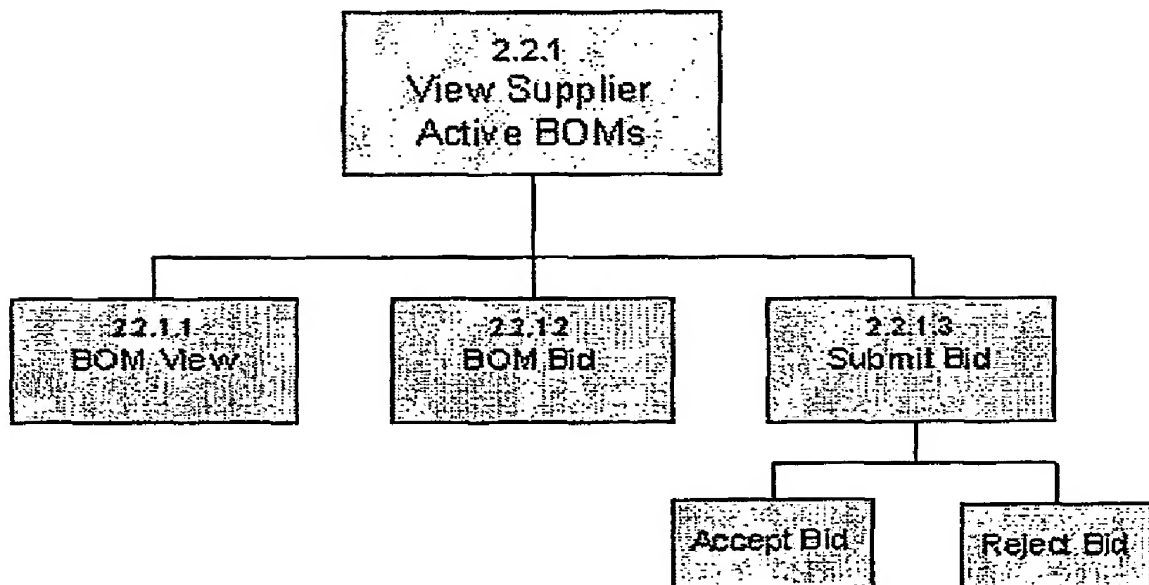 2.2.1
View Supplier
Active BOMs
2.2.1.1
BOM View
2.2.1.2
BOM Bid
2.2.1.3
Submit Bid
Accept Bid
Reject Bid